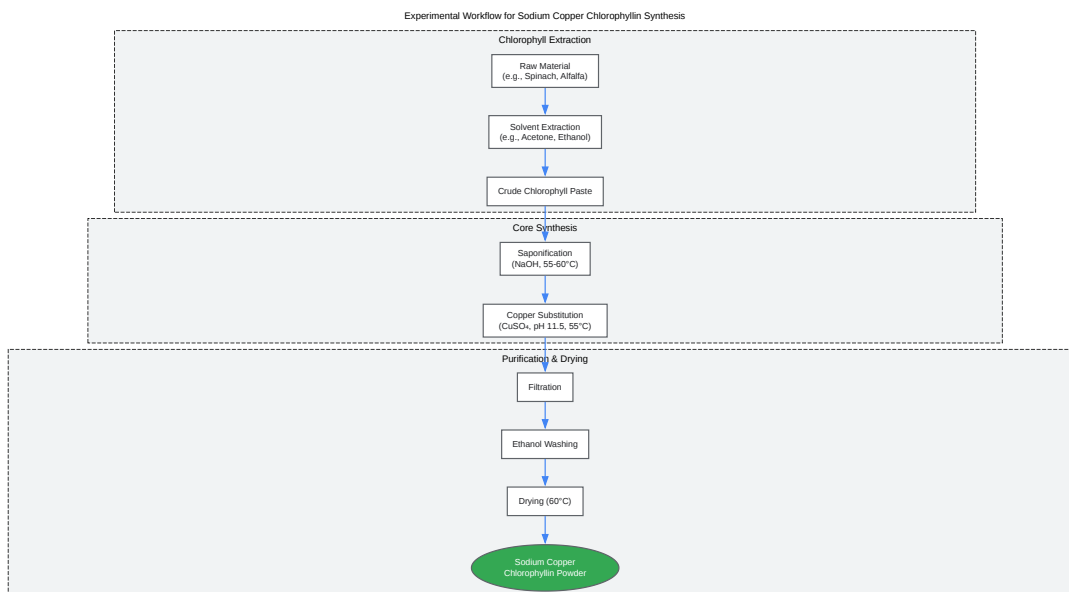 Experimental Workflow for Sodium Copper Chlorophyllin Synthesis
Chlorophyll Extraction
Raw Material
(e.g., Spinach, Alfalfa)
Solvent Extraction
(e.g., Acetone, Ethanol)
Crude Chlorophyll Paste
Core Synthesis
Saponification
(NaOH, 55-60°C)
Copper Substitution
(CuSO₄, pH 11.5, 55°C)
Purification & Drying
Filtration
Ethanol Washing
Drying (60°C)
Sodium Copper
Chlorophyllin Powder